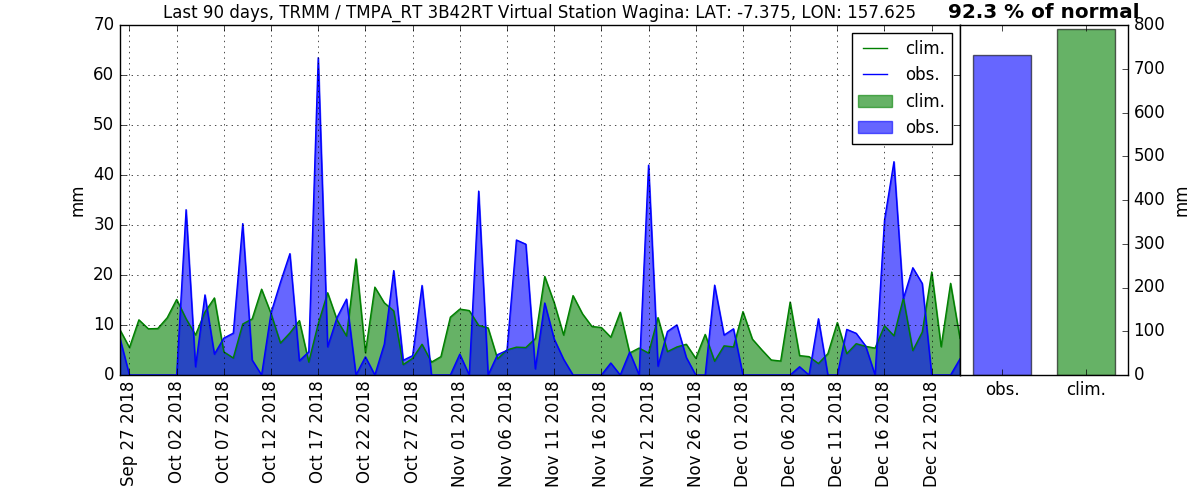 Last 90 days, TRMM / TMPA_RT 3B42RT Virtual Station Wagina: LAT: -7.375, LON: 157.625
92.3 % of normal
70
60
50
40
30
20
10
0
mm
clim.
obs.
clim.
obs.
800
700
600
500
400
300
200
100
0
mm
Sep 27 2018
Oct 02 2018
Oct 07 2018
Oct 12 2018
Oct 17 2018
Oct 22 2018
Oct 27 2018
Nov 01 2018
Nov 06 2018
Nov 11 2018
Nov 16 2018
Nov 21 2018
Nov 26 2018
Dec 01 2018
Dec 06 2018
Dec 11 2018
Dec 16 2018
Dec 21 2018
obs.
clim.